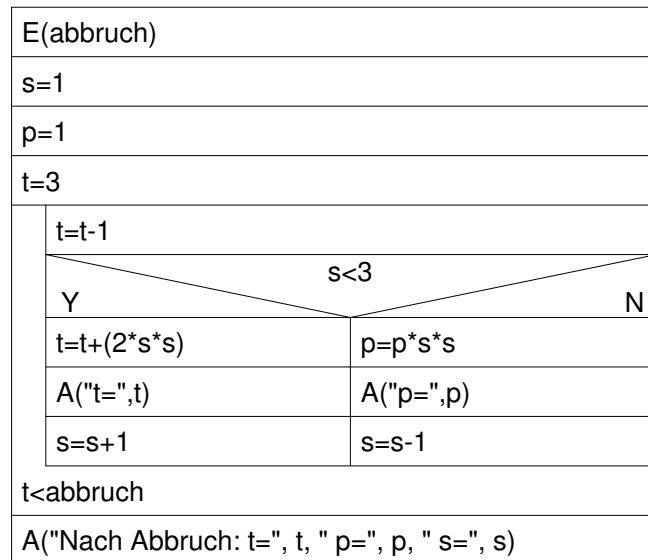 E(abbruch)
s=1
p=1
t=3
t=t-1
s<3
Y N
t=t+(2*s*s) p=p*s*s
A("t=",t) A("p=",p)
s=s+1 s=s-1
t<abbruch
A("Nach Abbruch: t=", t, " p=", p, " s=", s)